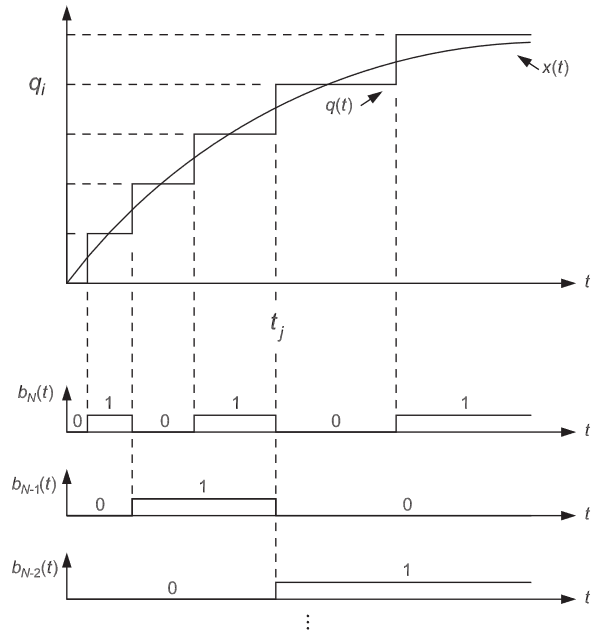 q_i
x(t)
q(t)
t
t_j
b_N(t)
0 1 0 1 0 1
t
b_{N-1}(t)
0 1 0
t
b_{N-2}(t)
0 1
t
⋮